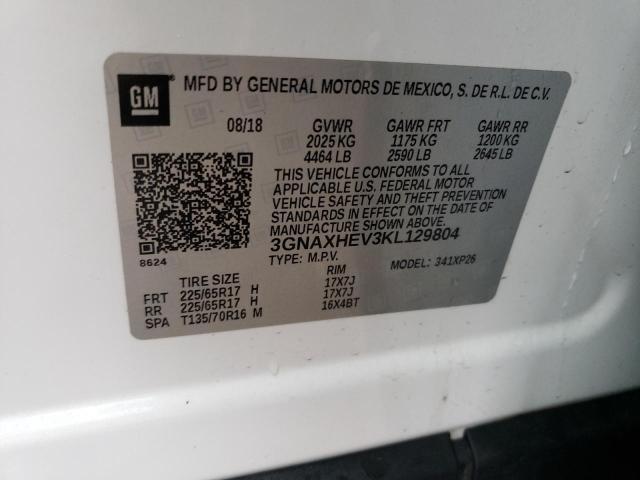 GM
MFD BY GENERAL MOTORS DE MEXICO, S. DE R.L. DE C.V.
08/18 GVWR GAWR FRT GAWR RR
2025 KG 1175 KG 1200 KG
4464 LB 2590 LB 2645 LB
THIS VEHICLE CONFORMS TO ALL
APPLICABLE U.S. FEDERAL MOTOR
VEHICLE SAFETY AND THEFT PREVENTION
STANDARDS IN EFFECT ON THE DATE OF
MANUFACTURE SHOWN ABOVE.
8624
3GNAXHEV3KL129804
TYPE: M.P.V. MODEL: 341XP26
TIRE SIZE RIM
FRT 225/65R17 H 17X7J
RR 225/65R17 H 17X7J
SPA T135/70R16 M 16X4BT